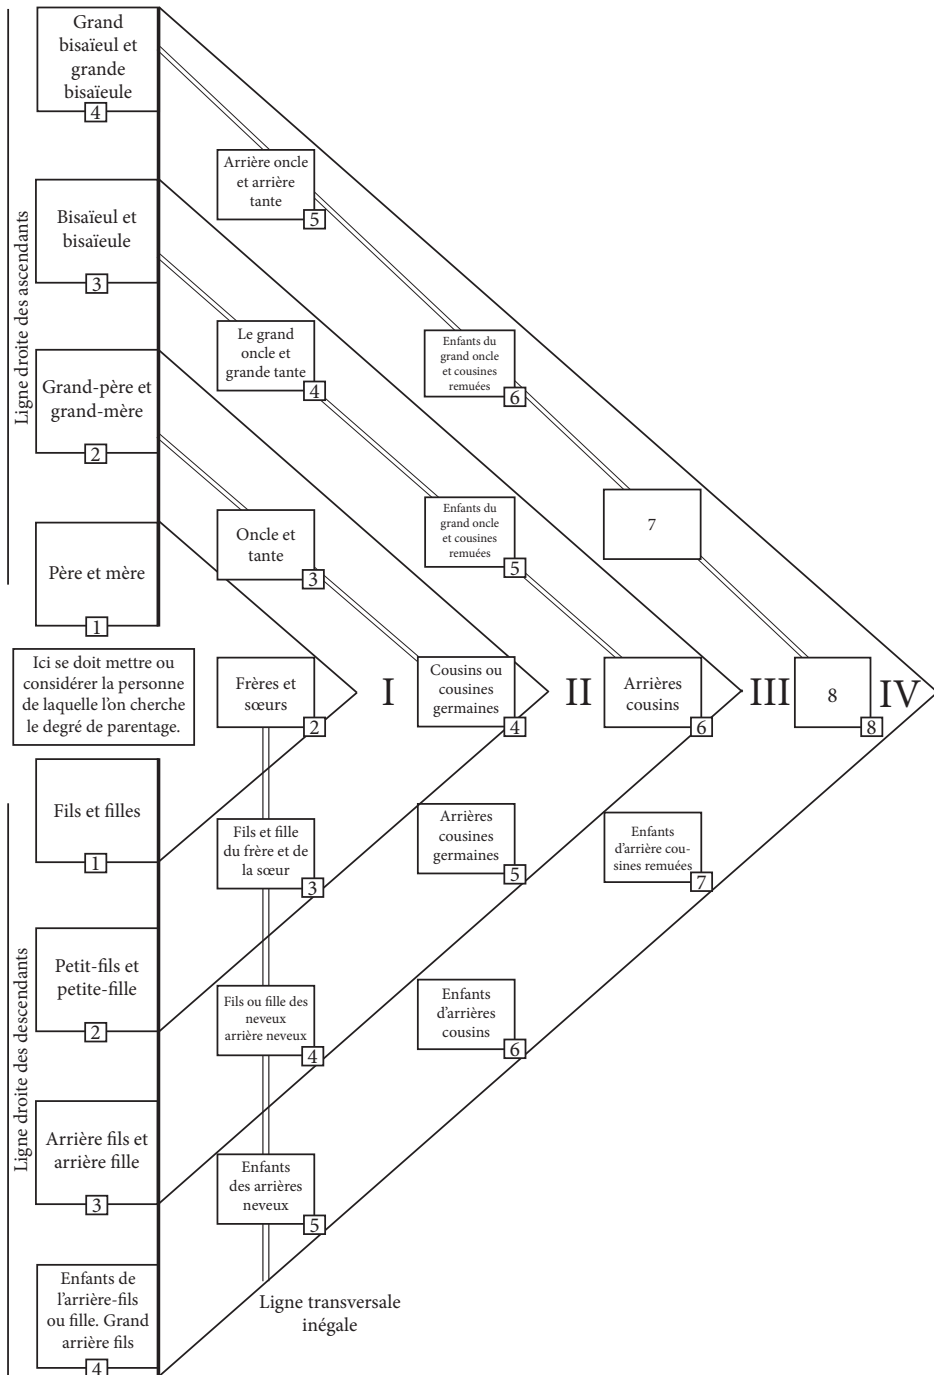 Grand
bisaïeul et
grande
bisaïeule
4
Arrière oncle
et arrière
tante
5
Ligne droite des ascendants
Bisaïeul et
bisaïeule
3
Le grand
oncle et
grande tante
4
Enfants du
grand oncle
et cousines
remuées
6
Grand-père et
grand-mère
2
Oncle et
tante
3
Enfants du
grand oncle
et cousines
remuées
5
7
Père et mère
1
Ici se doit mettre ou
considérer la personne
de laquelle l'on cherche
le degré de parentage.
Frères et
sœurs
2
I
Cousins ou
cousines
germaines
4
II
Arrières
cousins
6
III
8
8
IV
Fils et filles
1
Fils et fille
du frère et de
la sœur
3
Arrières
cousines
germaines
5
Enfants
d'arrière cou-
sines remuées
7
Ligne droite des descendants
Petit-fils et
petite-fille
2
Fils ou fille des
neveux
arrière neveux
4
Enfants
d'arrières
cousins
6
Arrière fils et
arrière fille
3
Enfants
des arrières
neveux
5
Enfants de
l'arrière-fils
ou fille. Grand
arrière fils
4
Ligne transversale
inégale